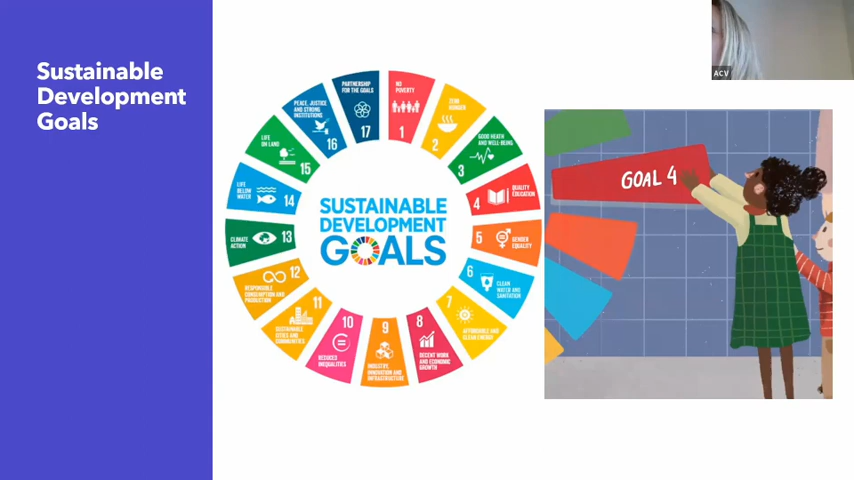 Sustainable
Development
Goals
ACV
SUSTAINABLE
DEVELOPMENT
GOALS
NO
POVERTY
1
ZERO
HUNGER
2
GOOD HEATH
AND WELL-BEING
3
QUALITY
EDUCATION
4
GENDER
EQUALITY
5
CLEAN
WATER AND
SANITATION
6
AFFORDABLE AND
CLEAN ENERGY
7
DECENT WORK
AND ECONOMIC
GROWTH
8
INDUSTRY,
INNOVATION AND
INFRASTRUCTURE
9
REDUCED
INEQUALITIES
10
SUSTAINABLE
CITIES AND
COMMUNITIES
11
RESPONSIBLE
CONSUMPTION AND
PRODUCTION
12
CLIMATE
ACTION
13
LIFE
BELOW
WATER
14
LIFE
ON LAND
15
PEACE, JUSTICE
AND STRONG
INSTITUTIONS
16
PARTNERSHIP
FOR THE GOALS
17
GOAL 4